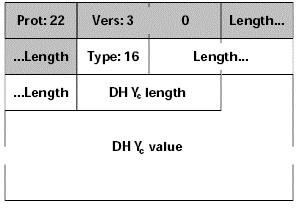 Prot: 22 Vers: 3 0 Length...
...Length Type: 16 Length...
...Length DH Yc length
DH Yc value